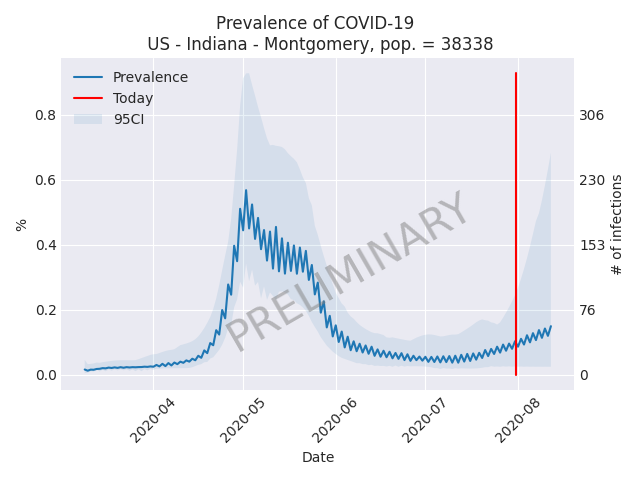 Prevalence of COVID-19
US - Indiana - Montgomery, pop. = 38338
Prevalence
Today
95CI
PRELIMINARY
%
0.8
0.6
0.4
0.2
0.0
306
230
153
76
0
# of infections
2020-04
2020-05
2020-06
2020-07
2020-08
Date